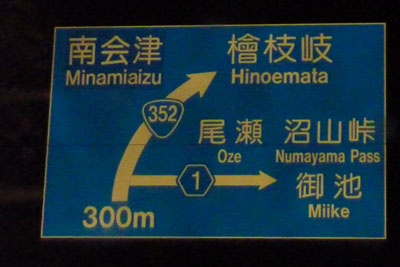 南会津 檜枝岐
Minamiaizu Hinoemata
352
尾瀬 沼山峠
Oze Numayama Pass
1
御池
Miike
300m